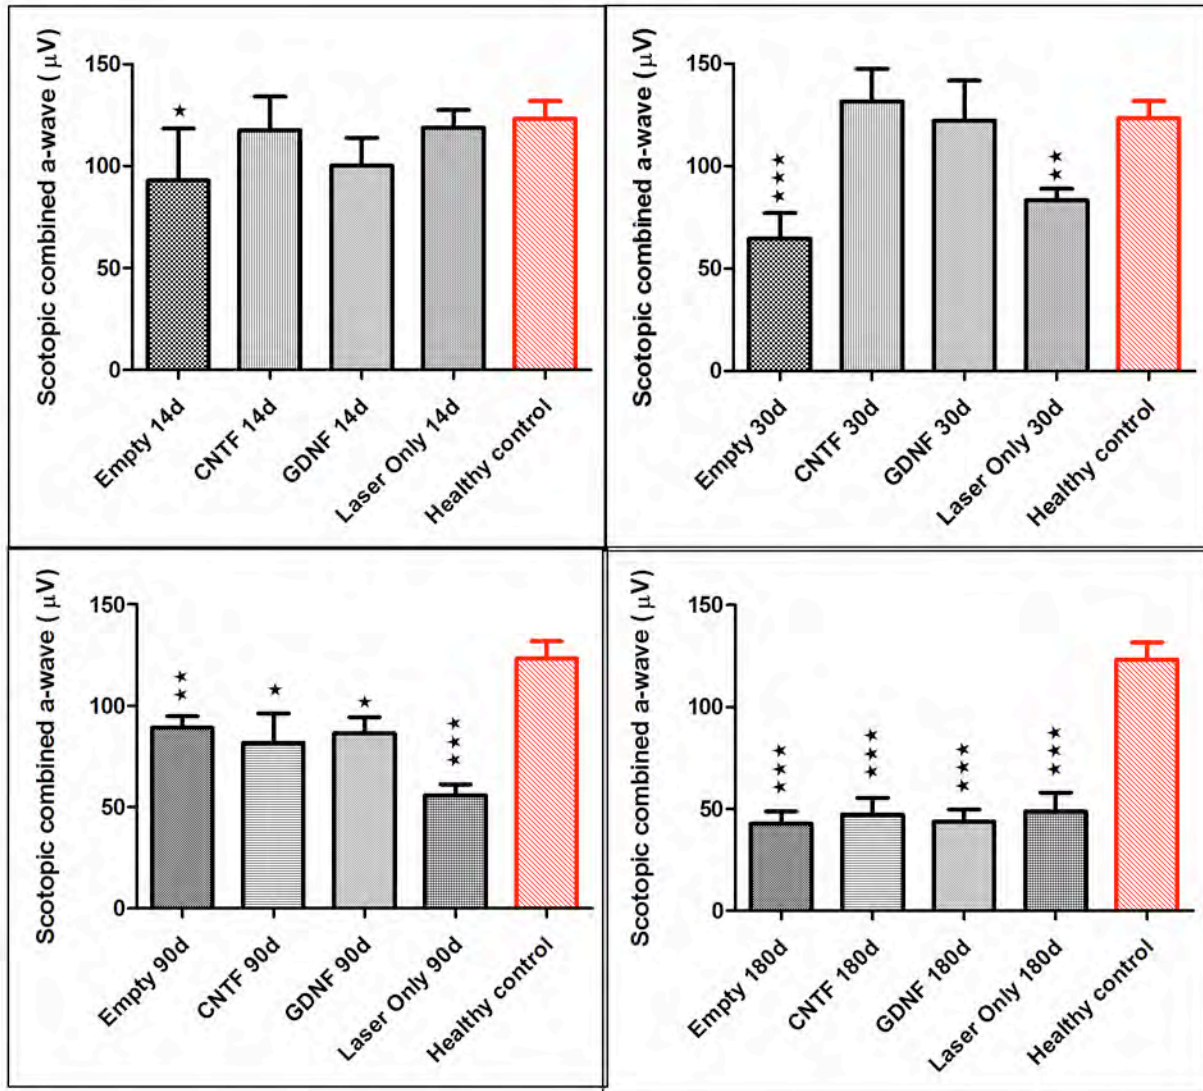 Scotopic combined a-wave ( μV)
150
100
50
0
★
Empty 14d
CNTF 14d
GDNF 14d
Laser Only 14d
Healthy control
Scotopic combined a-wave ( μV)
150
100
50
0
★★★
★★
Empty 30d
CNTF 30d
GDNF 30d
Laser Only 30d
Healthy control
Scotopic combined a-wave ( μV)
150
100
50
0
★★
★
★
★★★
Empty 90d
CNTF 90d
GDNF 90d
Laser Only 90d
Healthy control
Scotopic combined a-wave ( μV)
150
100
50
0
★★★
★★★
★★★
★★★
Empty 180d
CNTF 180d
GDNF 180d
Laser Only 180d
Healthy control